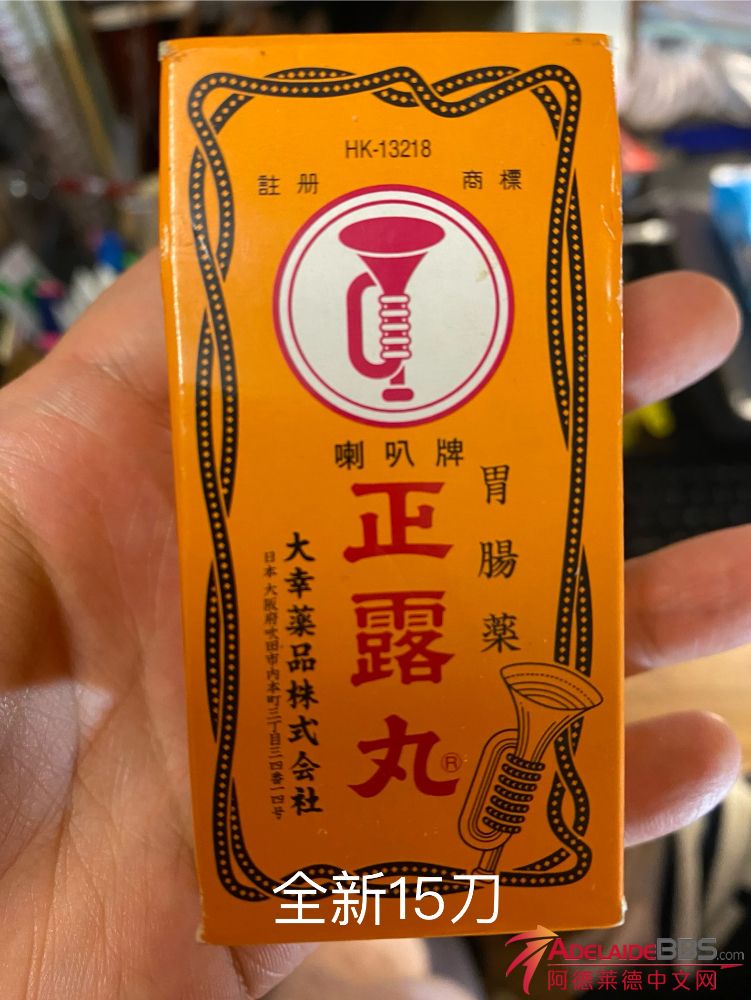 HK-13218
註册 商標
喇叭牌
正露丸®
胃腸薬
大幸薬品株式会社
日本大阪府吹田市内本町三丁目三四番一四号
全新15刀
ADELAIDEBBS.com
阿德莱德中文网